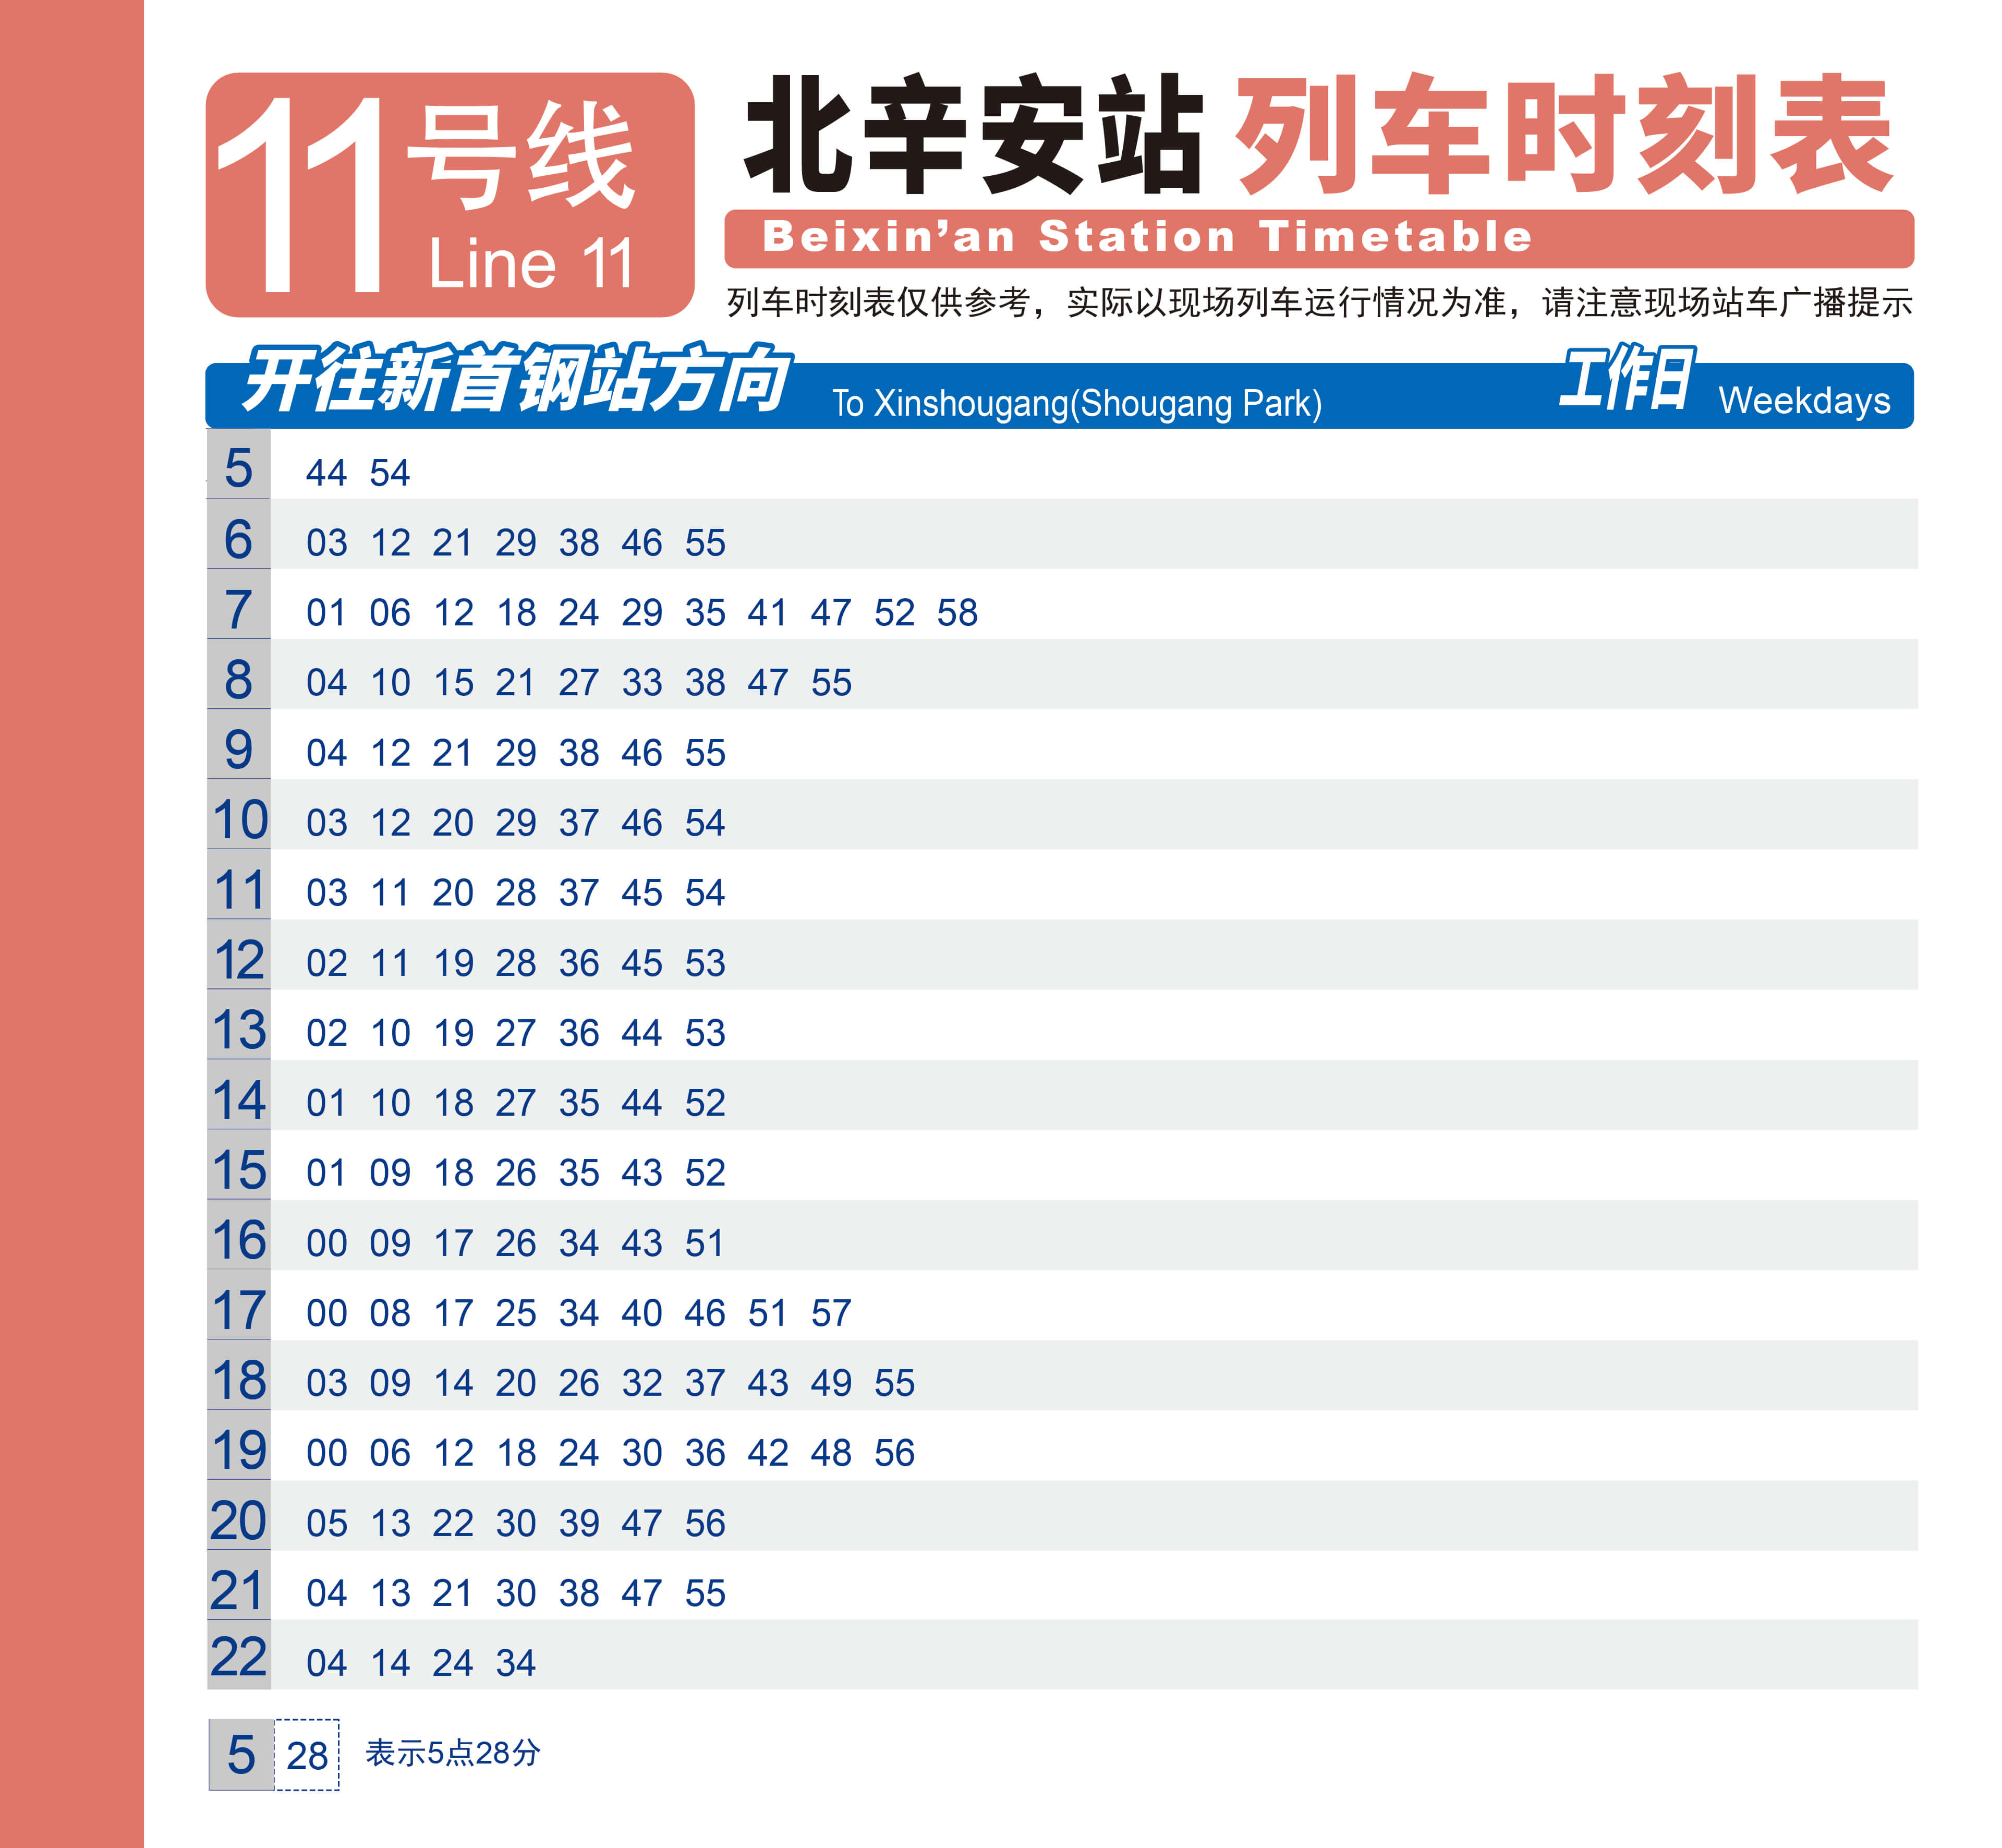 11号线
Line 11
北辛安站 列车时刻表
Beixin’an Station Timetable
列车时刻表仅供参考，实际以现场列车运行情况为准，请注意现场站车广播提示
开往新首钢站方向 To Xinshougang(Shougang Park) 工作日 Weekdays
5 44 54
6 03 12 21 29 38 46 55
7 01 06 12 18 24 29 35 41 47 52 58
8 04 10 15 21 27 33 38 47 55
9 04 12 21 29 38 46 55
10 03 12 20 29 37 46 54
11 03 11 20 28 37 45 54
12 02 11 19 28 36 45 53
13 02 10 19 27 36 44 53
14 01 10 18 27 35 44 52
15 01 09 18 26 35 43 52
16 00 09 17 26 34 43 51
17 00 08 17 25 34 40 46 51 57
18 03 09 14 20 26 32 37 43 49 55
19 00 06 12 18 24 30 36 42 48 56
20 05 13 22 30 39 47 56
21 04 13 21 30 38 47 55
22 04 14 24 34
5 28 表示5点28分